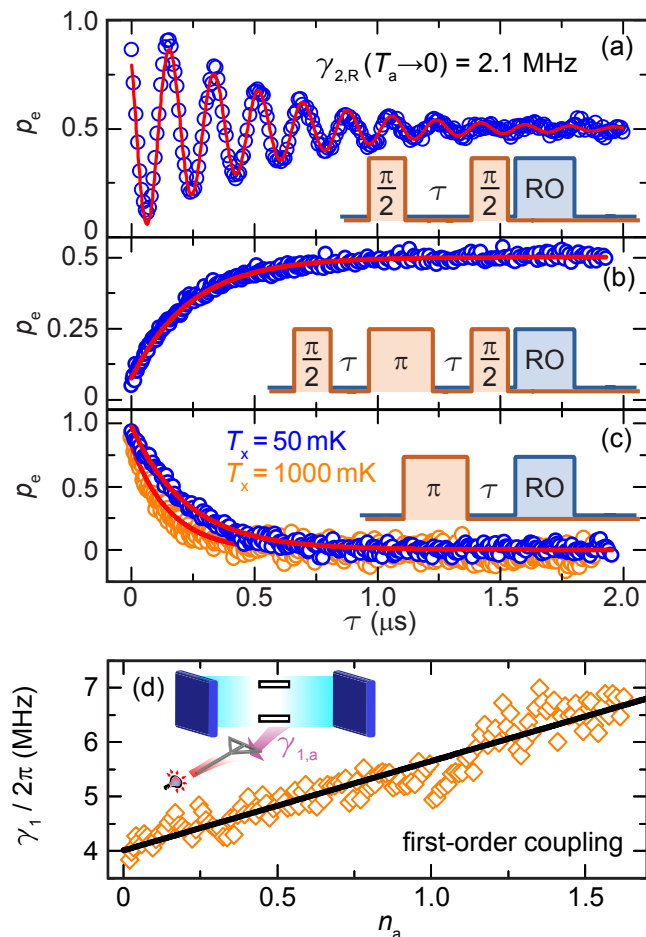 (a)
γ2,R (Ta→0) = 2.1 MHz
1.0
0.5
0
pe
π/2 τ π/2 RO
(b)
0.5
0.25
0
pe
π/2 τ π τ π/2 RO
(c)
Tx = 50 mK
Tx = 1000 mK
1.0
0.5
0
pe
π τ RO
0 0.5 1.0 1.5 2.0
τ (μs)
(d)
7
6
5
4
γ1 / 2π (MHz)
γ1,a
first-order coupling
0 0.5 1.0 1.5
na